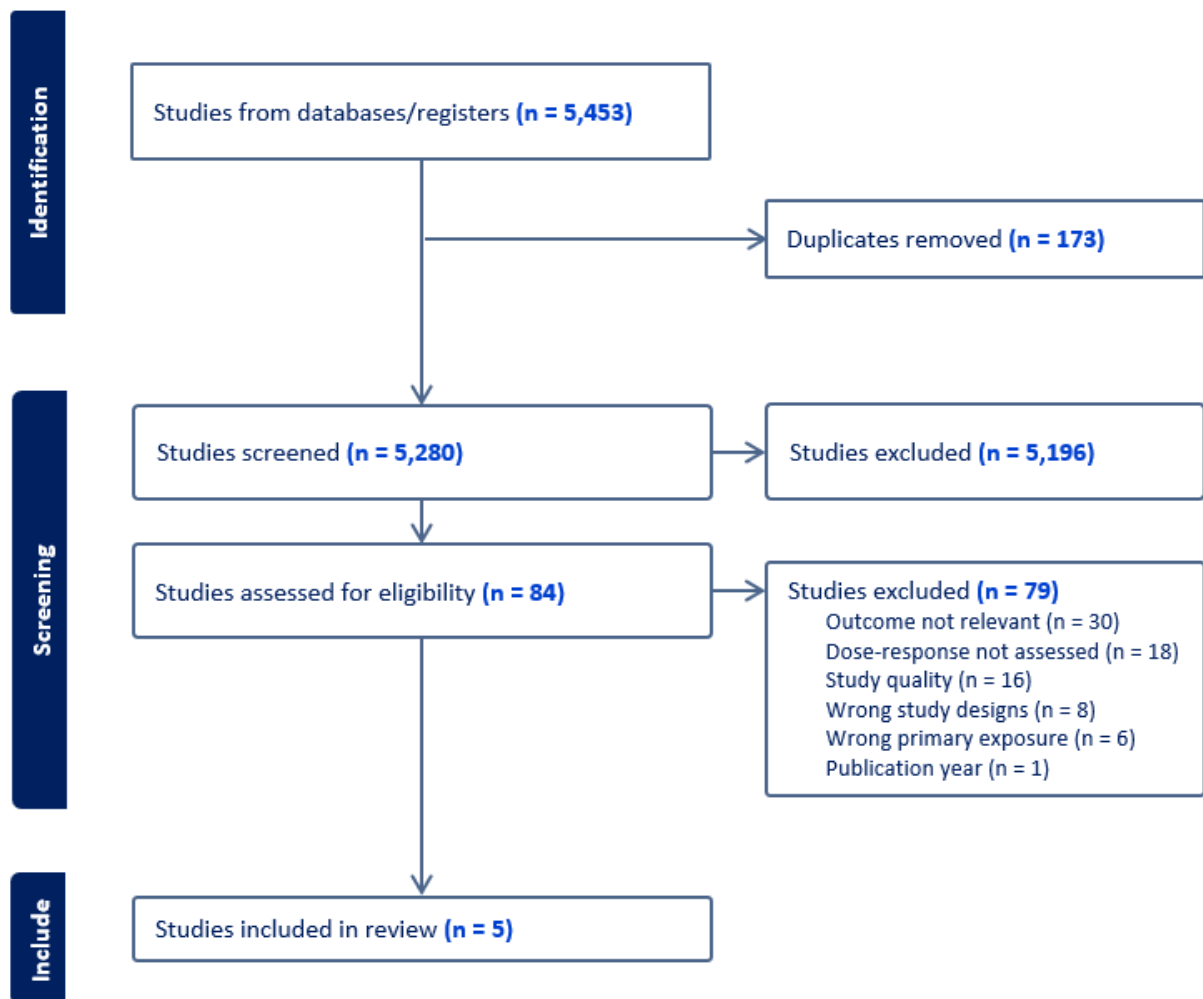 Identification
Studies from databases/registers (n = 5,453)
Duplicates removed (n = 173)
Screening
Studies screened (n = 5,280)
Studies excluded (n = 5,196)
Studies assessed for eligibility (n = 84)
Studies excluded (n = 79)
Outcome not relevant (n = 30)
Dose-response not assessed (n = 18)
Study quality (n = 16)
Wrong study designs (n = 8)
Wrong primary exposure (n = 6)
Publication year (n = 1)
Include
Studies included in review (n = 5)